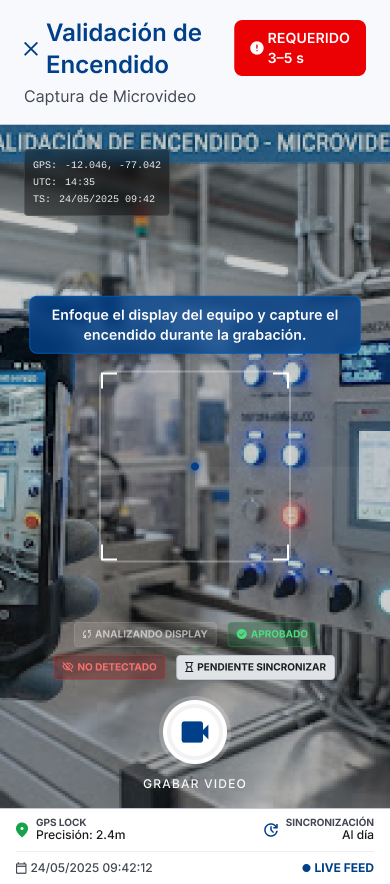 Validación de
Encendido
REQUERIDO
3–5 s
Captura de Microvideo
ALIDACIÓN DE ENCENDIDO - MICROVIDE
GPS: -12.046, -77.042
UTC: 14:35
TS: 24/05/2025 09:42
Enfoque el display del equipo y capture el
encendido durante la grabación.
ANALIZANDO DISPLAY
APROBADO
NO DETECTADO
PENDIENTE SINCRONIZAR
GRABAR VIDEO
GPS LOCK
Precisión: 2.4m
SINCRONIZACIÓN
Al día
24/05/2025 09:42:12
LIVE FEED